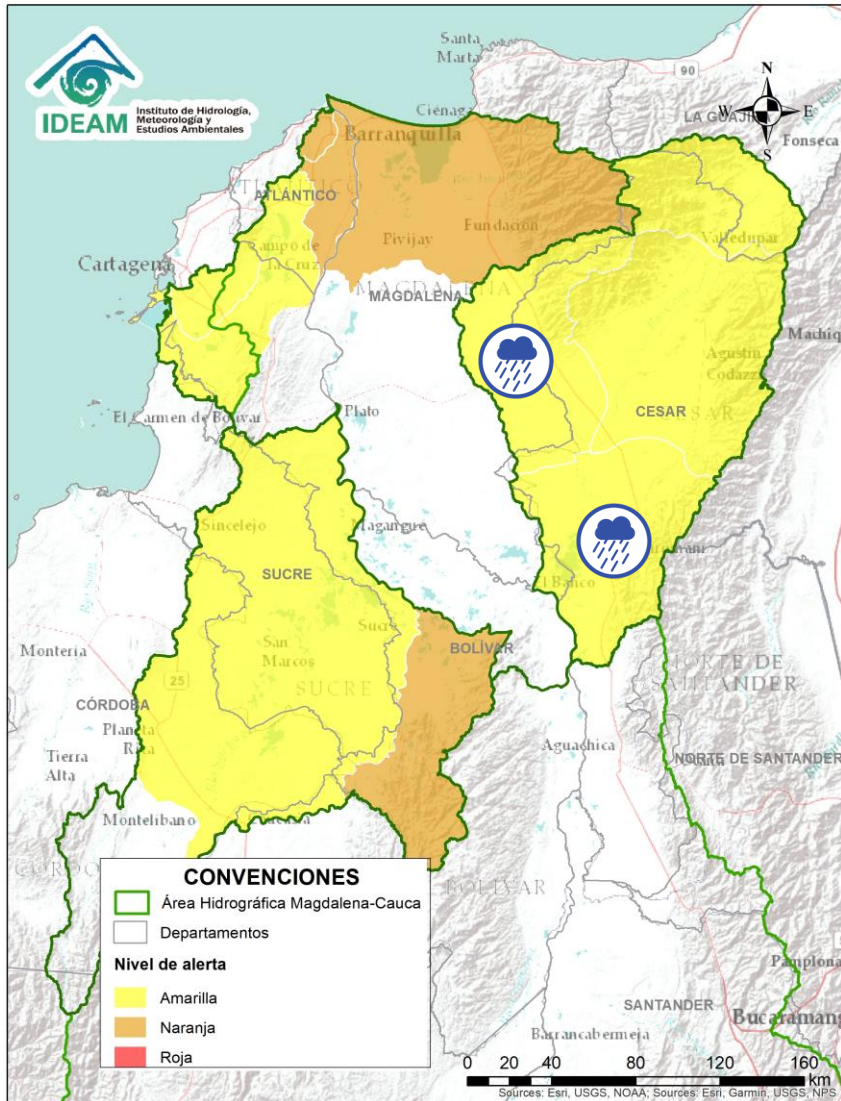 IDEAM
Instituto de Hidrología,
Meteorología y
Estudios Ambientales
Santa
Marta
90
N
W
E
S
LA GUAJIRA
Fonseca
Ciénaga
Barranquilla
ATLÁNTICO
Fundación
Valledupar
Pivijay
Campo de
la Cruz
Cartagena
MAGDALENA
Agustín
Codazzi
El Carmen de Bolívar
Plato
CESAR
Sincelejo
Magangue
SUCRE
El Banco
Sucre
San
Marcos
BOLÍVAR
Montería
25
SUCRE
NORTE DE
SANTANDER
CÓRDOBA
Planeta
Rica
Tierra
Alta
Aguachica
NORTE DE SANTANDER
Montelibano
BOLÍVAR
CONVENCIONES
Área Hidrográfica Magdalena-Cauca
Departamentos
Nivel de alerta
Amarilla
Naranja
Roja
Pamplona
SANTANDER
Barrancabermeja
0 20 40 80 120 160
km
Sources: Esri, USGS, NOAA; Sources: Esri, Garmin, USGS, NPS